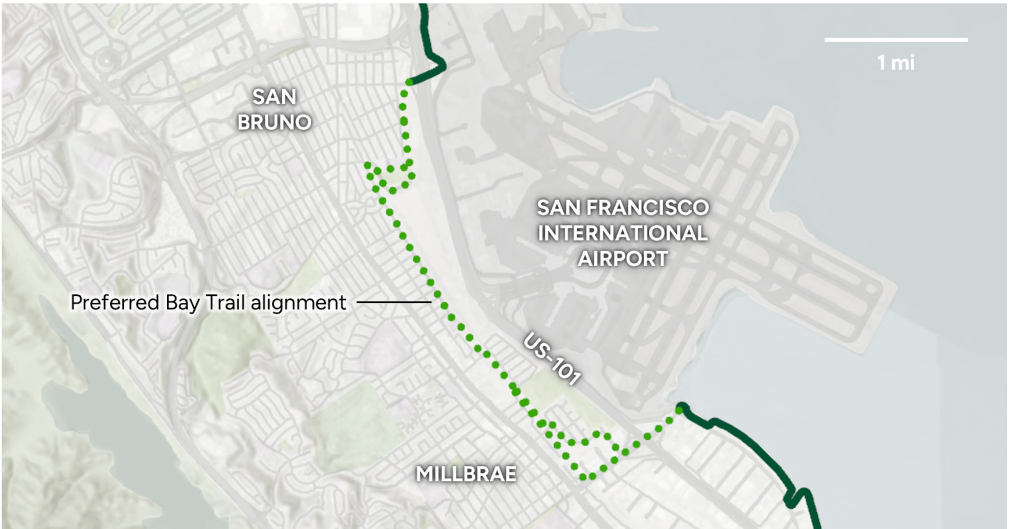 1 mi
SAN
BRUNO
SAN FRANCISCO
INTERNATIONAL
AIRPORT
Preferred Bay Trail alignment
US-101
MILLBRAE